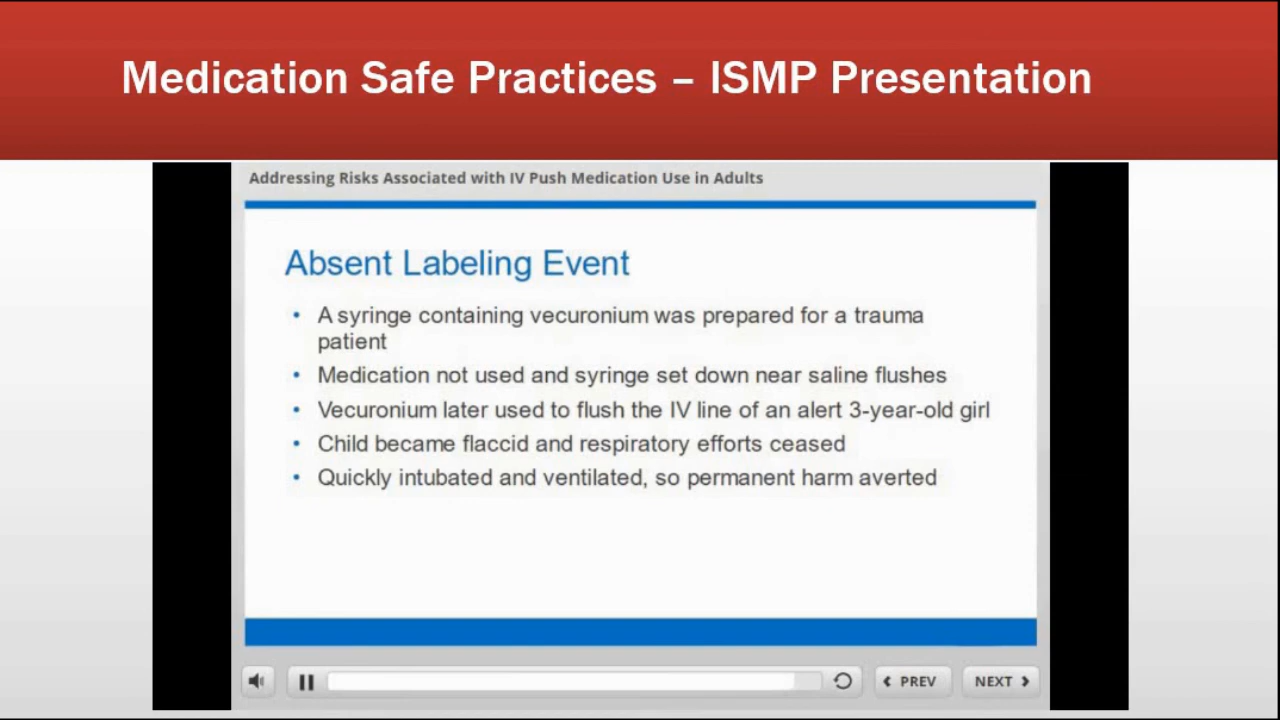 Medication Safe Practices – ISMP Presentation
Addressing Risks Associated with IV Push Medication Use in Adults
Absent Labeling Event
• A syringe containing vecuronium was prepared for a trauma
patient
• Medication not used and syringe set down near saline flushes
• Vecuronium later used to flush the IV line of an alert 3-year-old girl
• Child became flaccid and respiratory efforts ceased
• Quickly intubated and ventilated, so permanent harm averted
PREV
NEXT